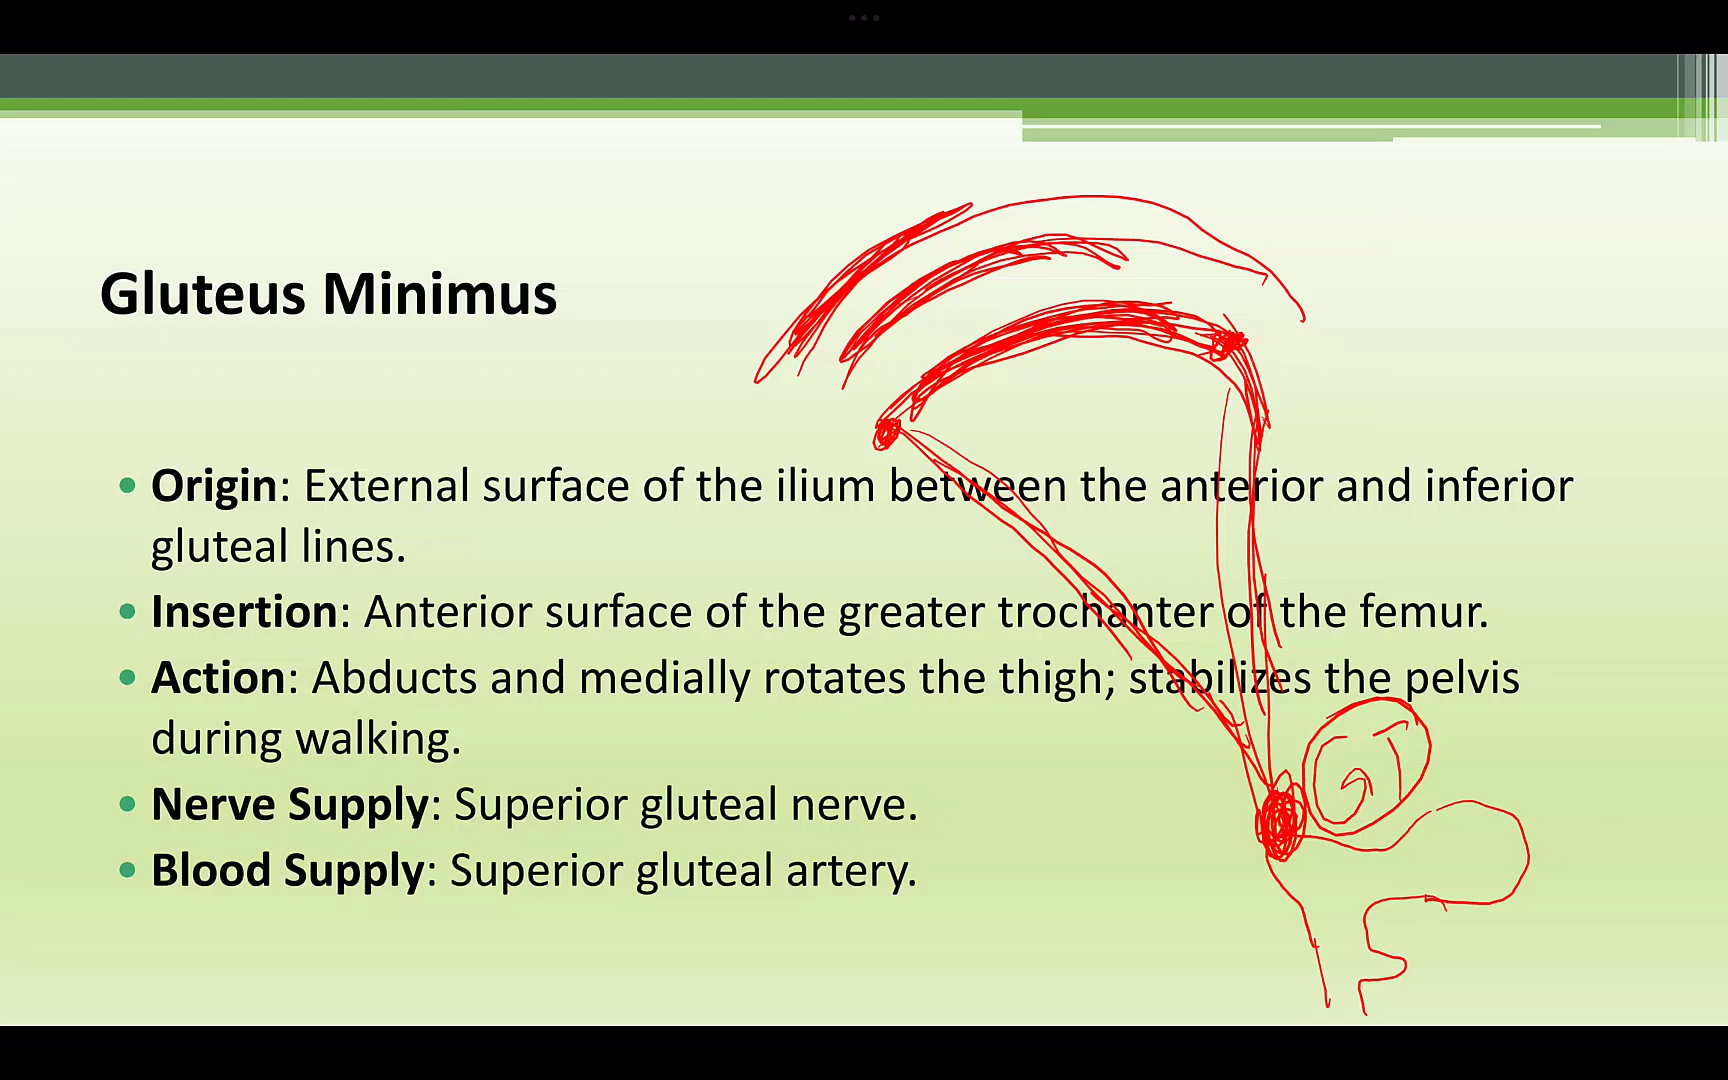 Gluteus Minimus
• Origin: External surface of the ilium between the anterior and inferior
gluteal lines.
• Insertion: Anterior surface of the greater trochanter of the femur.
• Action: Abducts and medially rotates the thigh; stabilizes the pelvis
during walking.
• Nerve Supply: Superior gluteal nerve.
• Blood Supply: Superior gluteal artery.